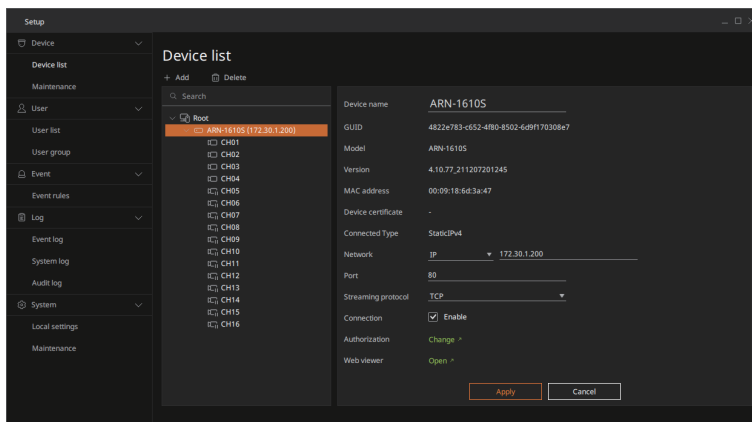 Setup
Device
Device list
Maintenance
User
User list
User group
Event
Event rules
Log
Event log
System log
Audit log
System
Local settings
Maintenance
Device list
+ Add Delete
Search
Root
ARN-1610S (172.30.1.200)
CH01
CH02
CH03
CH04
CH05
CH06
CH07
CH08
CH09
CH10
CH11
CH12
CH13
CH14
CH15
CH16
Device name ARN-1610S
GUID 4822e783-c652-4f80-8502-6d9f170308e7
Model ARN-1610S
Version 4.10.77_211207201245
MAC address 00:09:18:6d:3a:47
Device certificate -
Connected Type StaticIPv4
Network IP 172.30.1.200
Port 80
Streaming protocol TCP
Connection Enable
Authorization Change
Web viewer Open
Apply Cancel